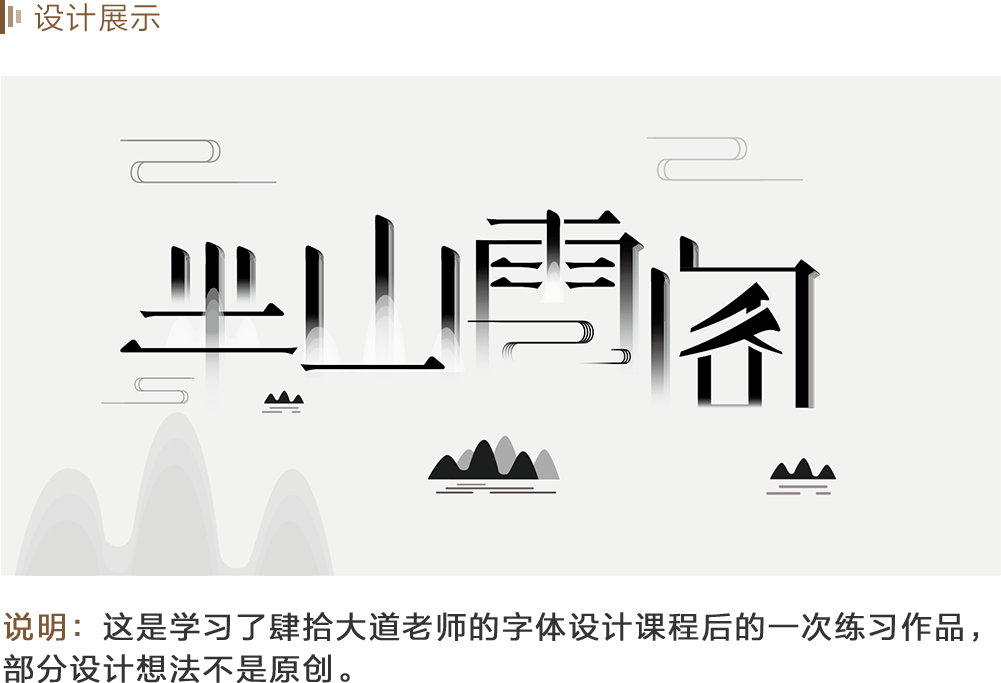 设计展示
半山雲阁
说明：这是学习了肆拾大道老师的字体设计课程后的一次练习作品，
部分设计想法不是原创。